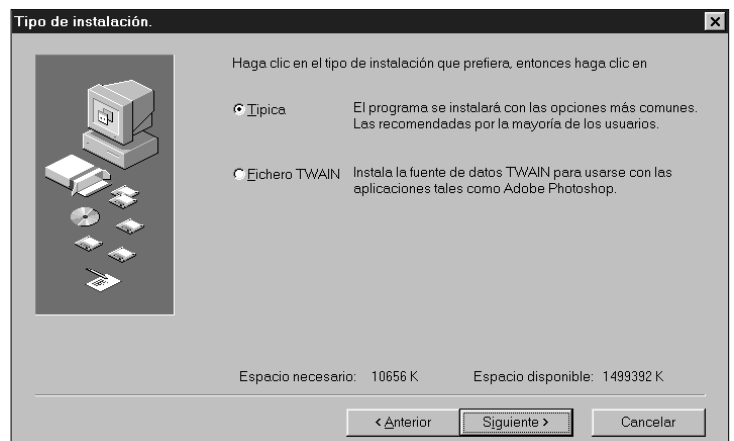 Tipo de instalación.
Haga clic en el tipo de instalación que prefiera, entonces haga clic en
Tipica
El programa se instalará con las opciones más comunes.
Las recomendadas por la mayoría de los usuarios.
Fichero TWAIN
Instala la fuente de datos TWAIN para usarse con las
aplicaciones tales como Adobe Photoshop.
Espacio necesario: 10656 K
Espacio disponible: 1499392 K
< Anterior
Siguiente >
Cancelar